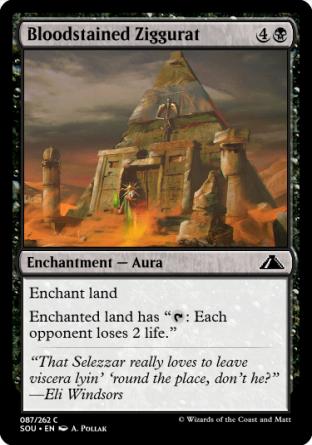 Bloodstained Ziggurat 4
Enchantment — Aura
Enchant land
Enchanted land has “: Each
opponent loses 2 life.”
“That Selezzar really loves to leave
viscera lyin’ ‘round the place, don’t he?”
—Eli Windsors
087/262 C
SOU • EN A. Pollak
© Wizards of the Coast and Matt